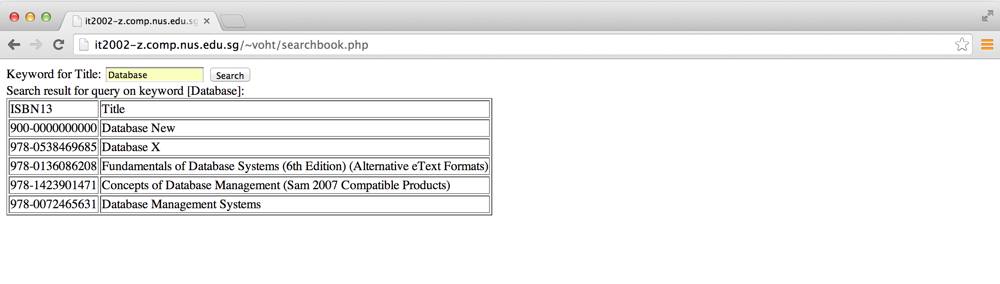 it2002-z.comp.nus.edu.sg
it2002-z.comp.nus.edu.sg/~voht/searchbook.php
Keyword for Title: Database Search
Search result for query on keyword [Database]:
ISBN13 Title
900-0000000000 Database New
978-0538469685 Database X
978-0136086208 Fundamentals of Database Systems (6th Edition) (Alternative eText Formats)
978-1423901471 Concepts of Database Management (Sam 2007 Compatible Products)
978-0072465631 Database Management Systems